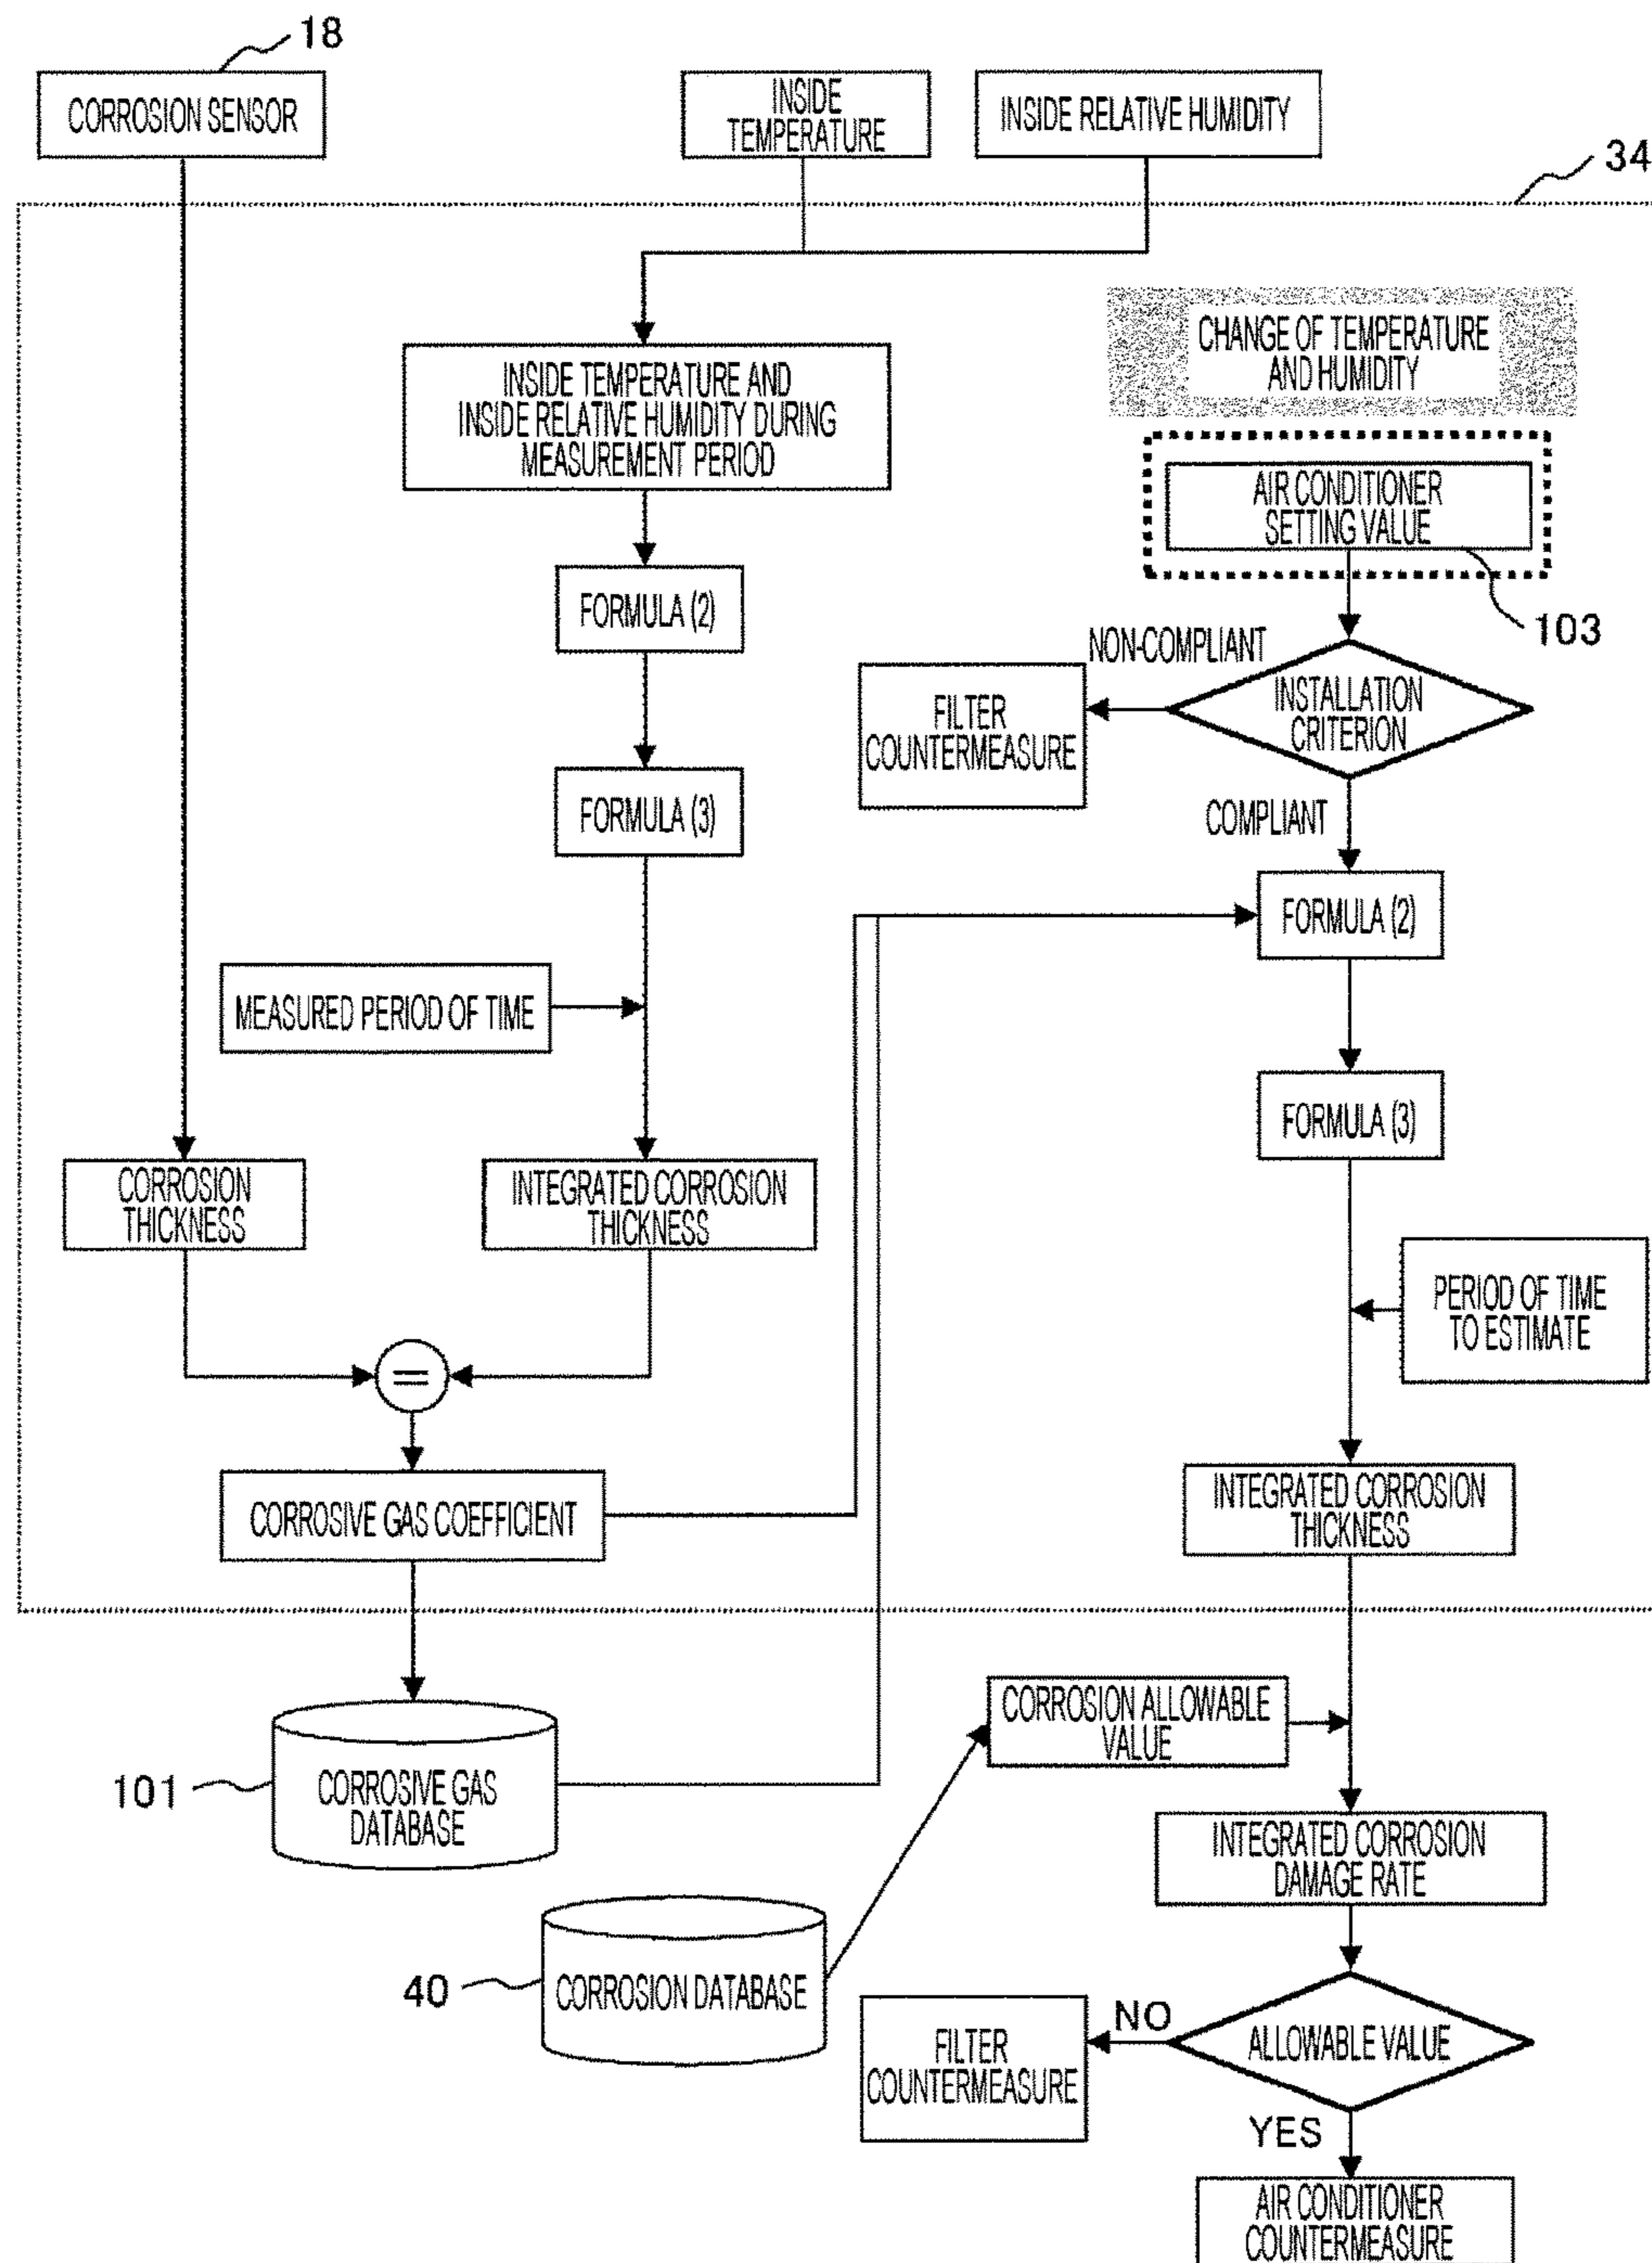 18
CORROSION SENSOR
INSIDE
TEMPERATURE
INSIDE RELATIVE HUMIDITY
34
CHANGE OF TEMPERATURE
AND HUMIDITY
INSIDE TEMPERATURE AND
INSIDE RELATIVE HUMIDITY DURING
MEASUREMENT PERIOD
AIR CONDITIONER
SETTING VALUE
103
FORMULA (2)
NON-COMPLIANT
INSTALLATION
CRITERION
FILTER
COUNTERMEASURE
FORMULA (3)
COMPLIANT
FORMULA (2)
MEASURED PERIOD OF TIME
FORMULA (3)
CORROSION
THICKNESS
INTEGRATED CORROSION
THICKNESS
PERIOD OF TIME
TO ESTIMATE
=
CORROSIVE GAS COEFFICIENT
INTEGRATED CORROSION
THICKNESS
CORROSION ALLOWABLE
VALUE
101
CORROSIVE GAS
DATABASE
INTEGRATED CORROSION
DAMAGE RATE
40
CORROSION DATABASE
NO
ALLOWABLE VALUE
FILTER
COUNTERMEASURE
YES
AIR CONDITIONER
COUNTERMEASURE